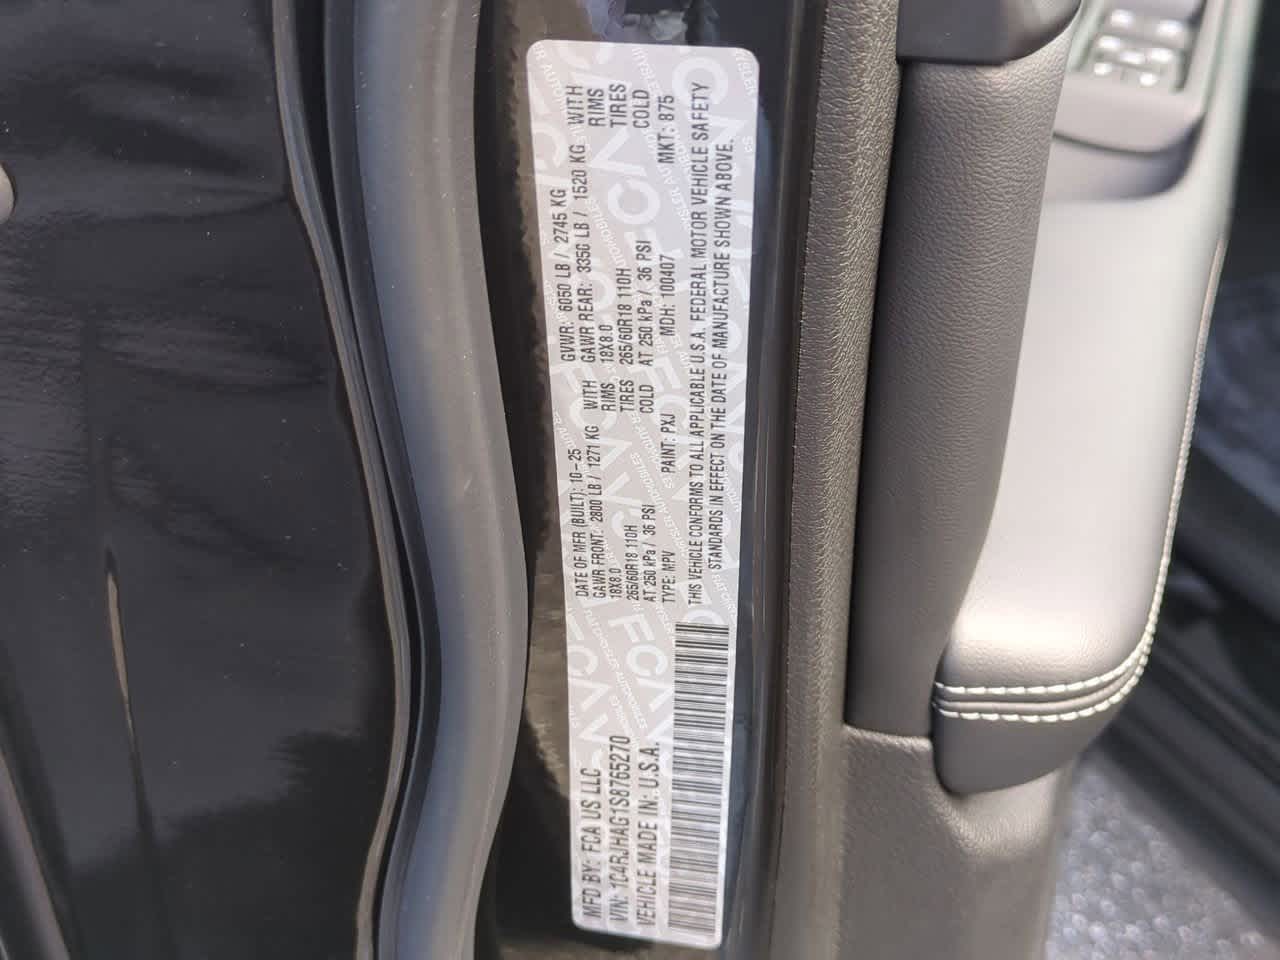 MFD BY: FCA US LLC
VIN: 1C4RJHAG1S8765270
VEHICLE MADE IN: U.S.A.
DATE OF MFR (BUILT): 10-25 GVWR: 6050 LB / 2745 KG
GAWR FRONT: 2800 LB / 1271 KG WITH GAWR REAR: 3350 LB / 1520 KG WITH
18X8.0 RIMS 18X8.0 RIMS
265/60R18 110H TIRES 265/60R18 110H TIRES
AT 250 kPa / 36 PSI COLD AT 250 kPa / 36 PSI COLD
TYPE: MPV PAINT: PXJ MDH: 100407 MKT: 875
THIS VEHICLE CONFORMS TO ALL APPLICABLE U.S.A. FEDERAL MOTOR VEHICLE SAFETY
STANDARDS IN EFFECT ON THE DATE OF MANUFACTURE SHOWN ABOVE.